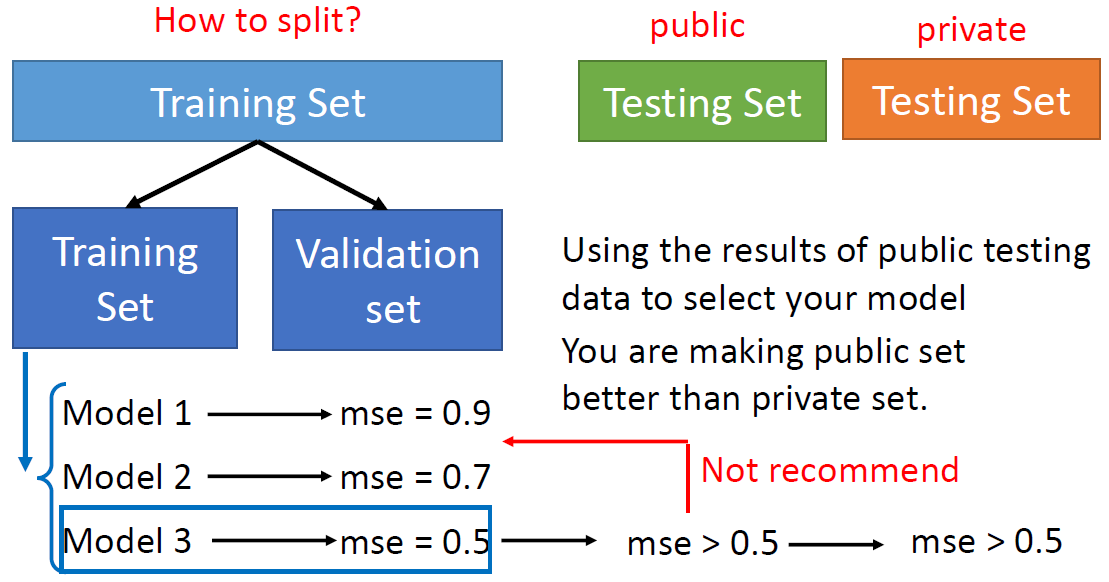 How to split?
public
private
Training Set
Testing Set
Testing Set
Training
Set
Validation
set
Using the results of public testing
data to select your model
You are making public set
better than private set.
Model 1
mse = 0.9
Model 2
mse = 0.7
Not recommend
Model 3
mse = 0.5
mse > 0.5
mse > 0.5